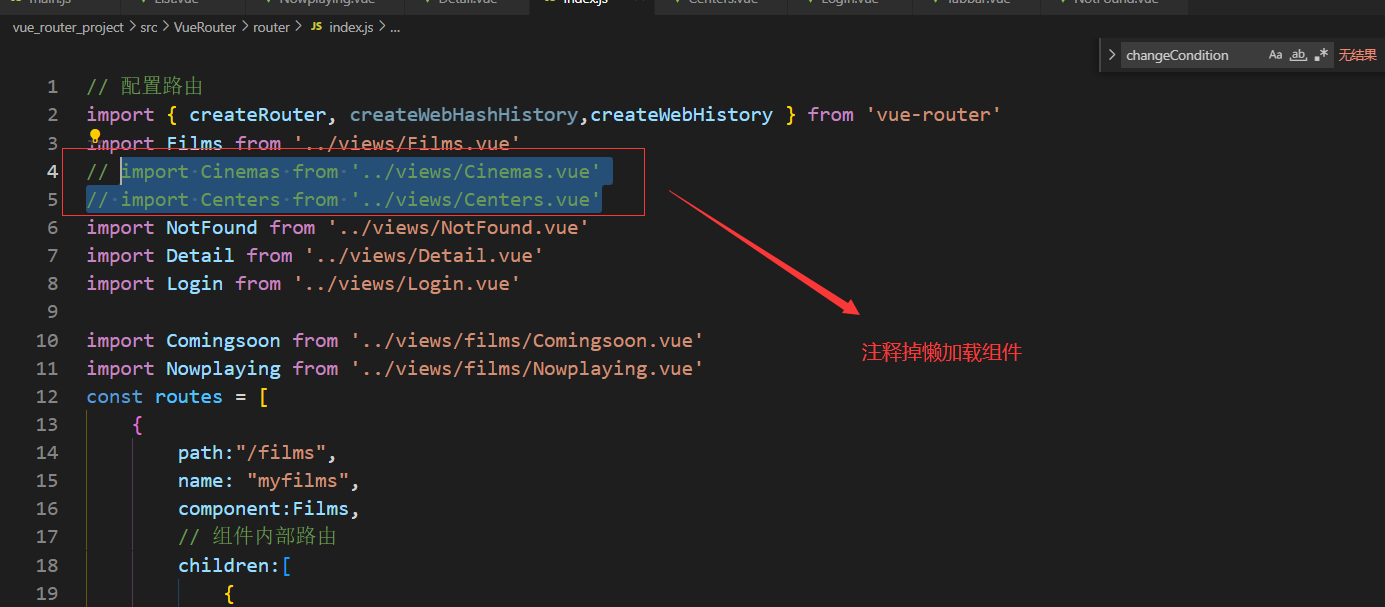 main.js List.vue Nowplaying.vue Detail.vue index.js Centers.vue Login.vue Tabbar.vue NotFound.vue
vue_router_project > src > VueRouter > router > JS index.js > ...
> changeCondition Aa ab, .* 无结果
1 // 配置路由
2 import { createRouter, createWebHashHistory,createWebHistory } from 'vue-router'
3 import Films from '../views/Films.vue'
4 // import Cinemas from '../views/Cinemas.vue'
5 // import Centers from '../views/Centers.vue'
6 import NotFound from '../views/NotFound.vue'
7 import Detail from '../views/Detail.vue'
8 import Login from '../views/Login.vue'
9
10 import Comingsoon from '../views/films/Comingsoon.vue'
注释掉懒加载组件
11 import Nowplaying from '../views/films/Nowplaying.vue'
12 const routes = [
13 {
14 path:"/films",
15 name: "myfilms",
16 component:Films,
17 // 组件内部路由
18 children:[
19 {